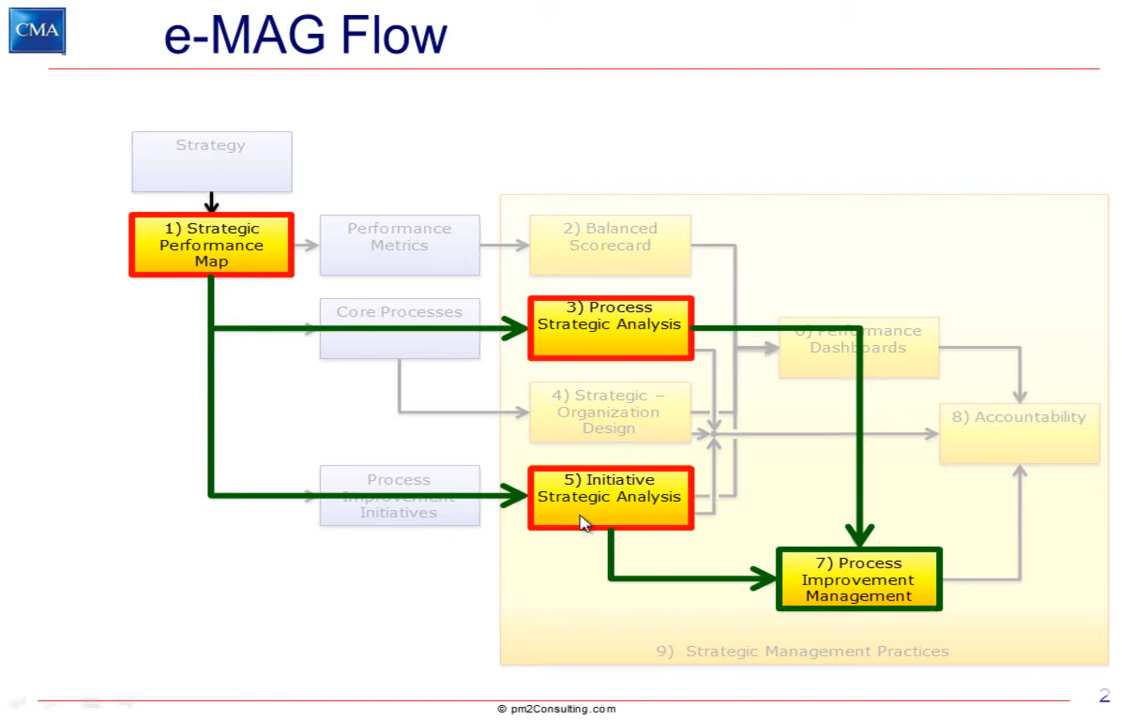 CMA
e-MAG Flow
Strategy
1) Strategic
Performance
Map
Performance
Metrics
2) Balanced
Scorecard
Core Processes
3) Process
Strategic Analysis
6) Performance
Dashboards
4) Strategic –
Organization
Design
8) Accountability
Process
Improvement
Initiatives
5) Initiative
Strategic Analysis
7) Process
Improvement
Management
9) Strategic Management Practices
© pm2Consulting.com
2